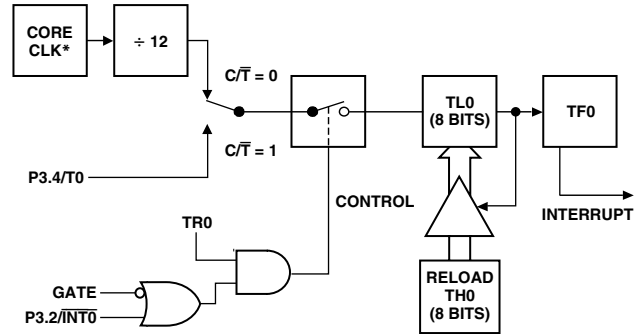 CORE
CLK*
÷ 12
C/T̅ = 0
TL0
(8 BITS)
TF0
C/T̅ = 1
P3.4/T0
CONTROL
INTERRUPT
TR0
GATE
P3.2/I̅N̅T̅0̅
RELOAD
TH0
(8 BITS)